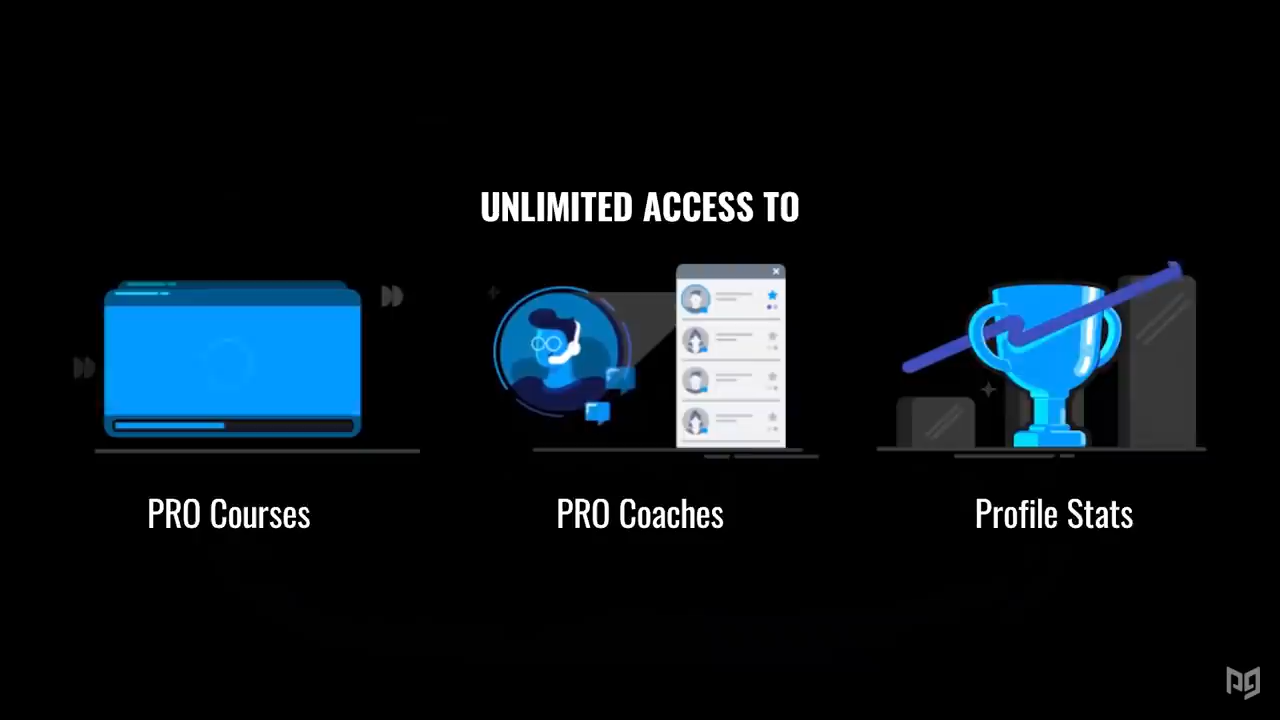 UNLIMITED ACCESS TO
PRO Courses
PRO Coaches
Profile Stats